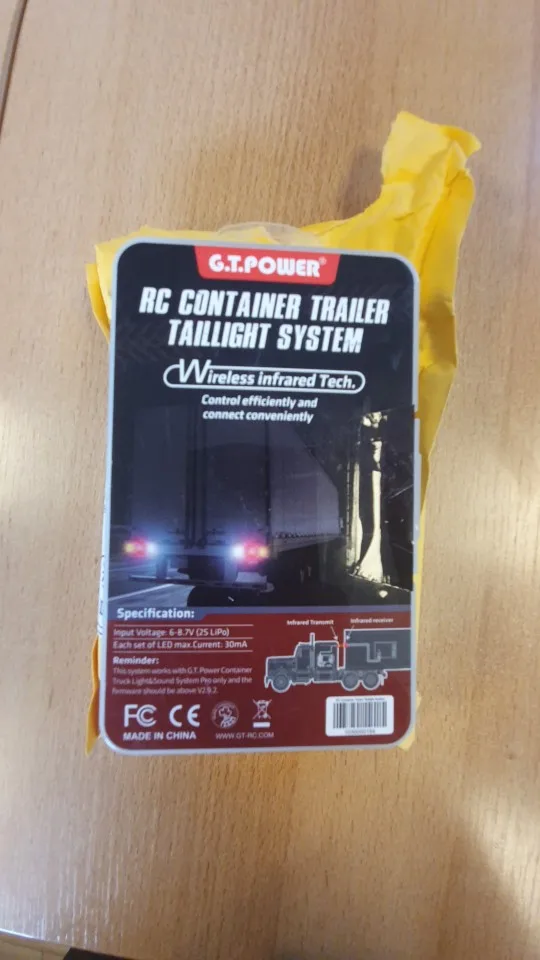 G.T.POWER®
RC CONTAINER TRAILER
TAILLIGHT SYSTEM
Wireless infrared Tech.
Control efficiently and
connect conveniently
Specification:
Input Voltage: 6-8.7V (2S LiPo)
Each set of LED max.Current: 30mA
Reminder:
This system works with G.T. Power Container
Truck Light&Sound System Pro only and the
firmware should be above V2.9.2.
Infrared Transmit
Infrared receiver
FC CE
MADE IN CHINA
WWW.GT-RC.COM